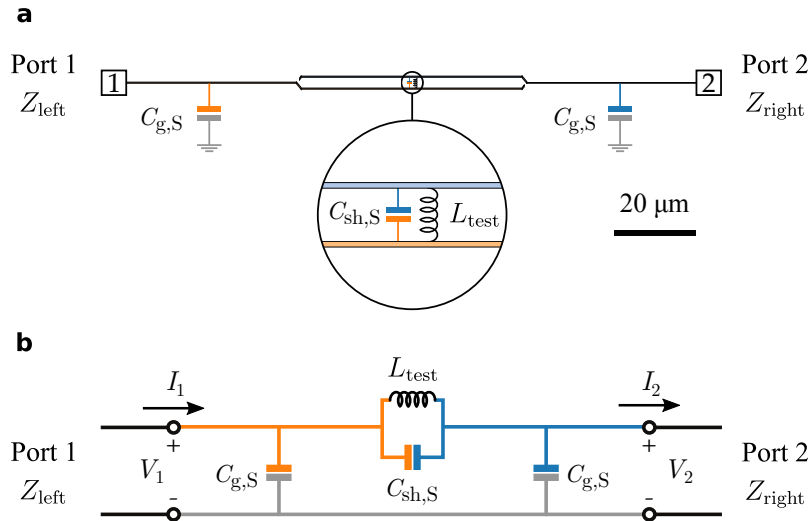 a
Port 1
Z_left
1
C_g,S
C_g,S
2
Port 2
Z_right
C_sh,S
L_test
20 µm
b
L_test
I_1
I_2
Port 1
Z_left
+
V_1
-
C_g,S
C_sh,S
C_g,S
+
V_2
-
Port 2
Z_right